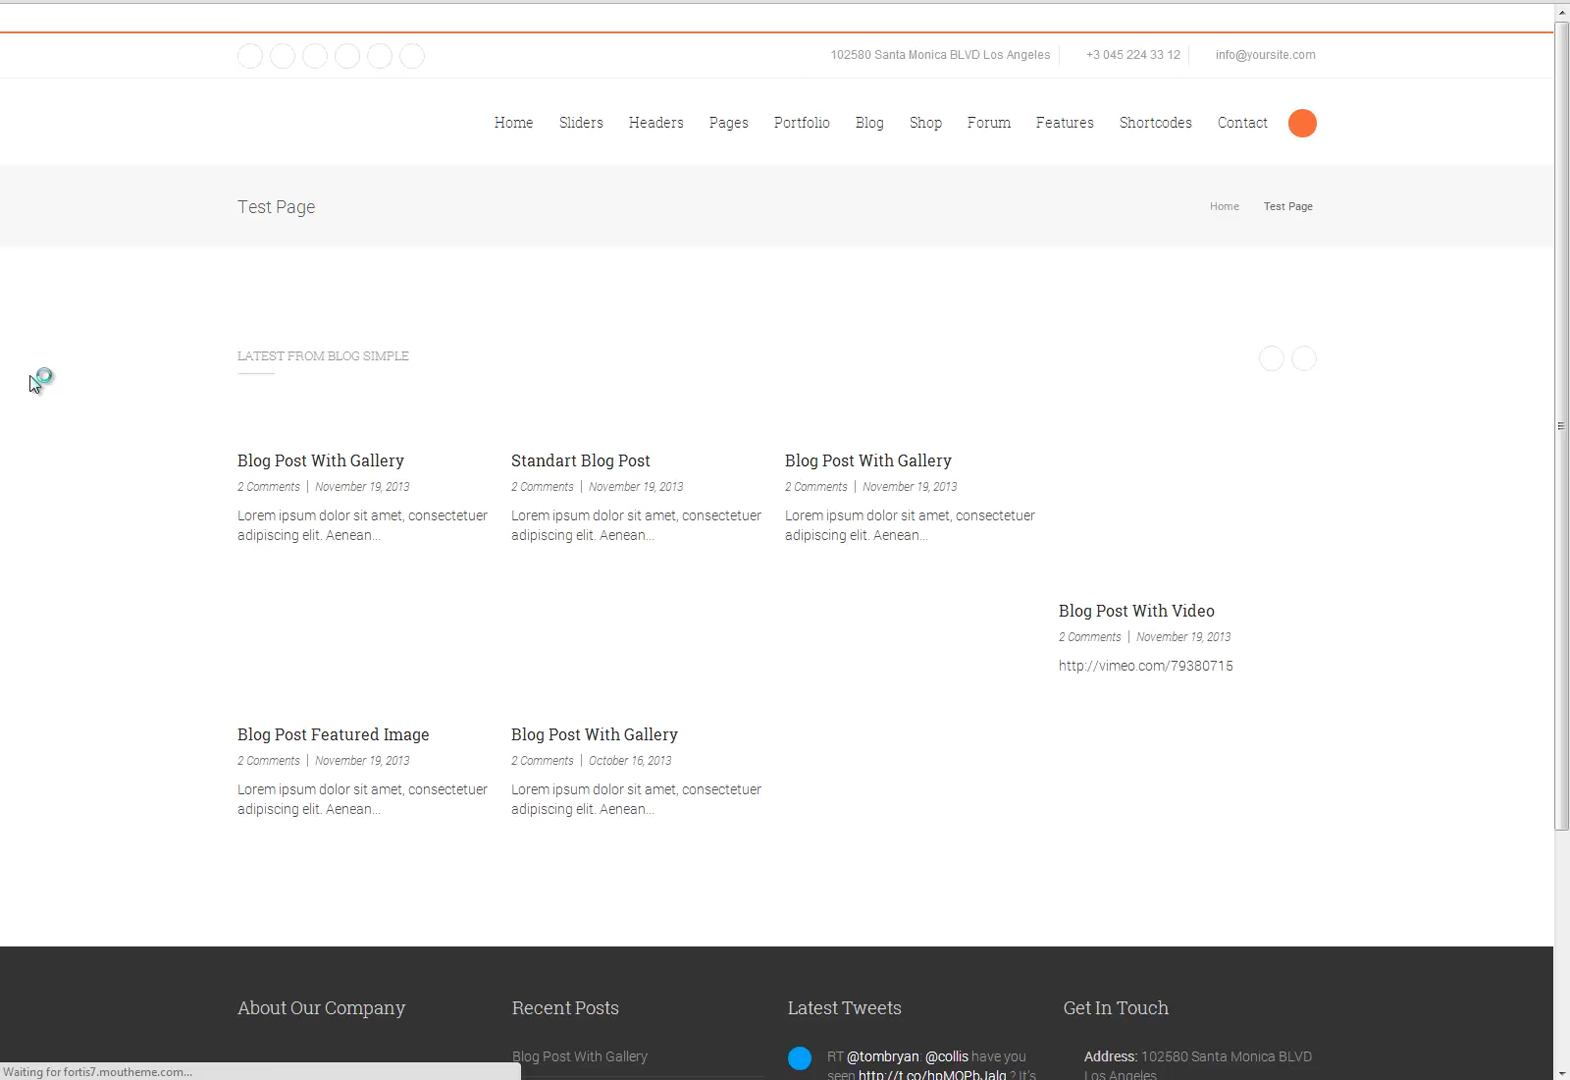 102580 Santa Monica BLVD Los Angeles +3 045 224 33 12 info@yoursite.com
Home Sliders Headers Pages Portfolio Blog Shop Forum Features Shortcodes Contact
Test Page Home Test Page
LATEST FROM BLOG SIMPLE
Blog Post With Gallery
2 Comments | November 19, 2013
Lorem ipsum dolor sit amet, consectetuer
adipiscing elit. Aenean...
Standart Blog Post
2 Comments | November 19, 2013
Lorem ipsum dolor sit amet, consectetuer
adipiscing elit. Aenean...
Blog Post With Gallery
2 Comments | November 19, 2013
Lorem ipsum dolor sit amet, consectetuer
adipiscing elit. Aenean...
Blog Post With Video
2 Comments | November 19, 2013
http://vimeo.com/79380715
Blog Post Featured Image
2 Comments | November 19, 2013
Lorem ipsum dolor sit amet, consectetuer
adipiscing elit. Aenean...
Blog Post With Gallery
2 Comments | October 16, 2013
Lorem ipsum dolor sit amet, consectetuer
adipiscing elit. Aenean...
About Our Company
Recent Posts
Blog Post With Gallery
Latest Tweets
RT @tombryan: @collis have you
seen http://t.co/hpMOPbJalg ? It's
Get In Touch
Address: 102580 Santa Monica BLVD
Los Angeles
Waiting for fortis7.moutheme.com...